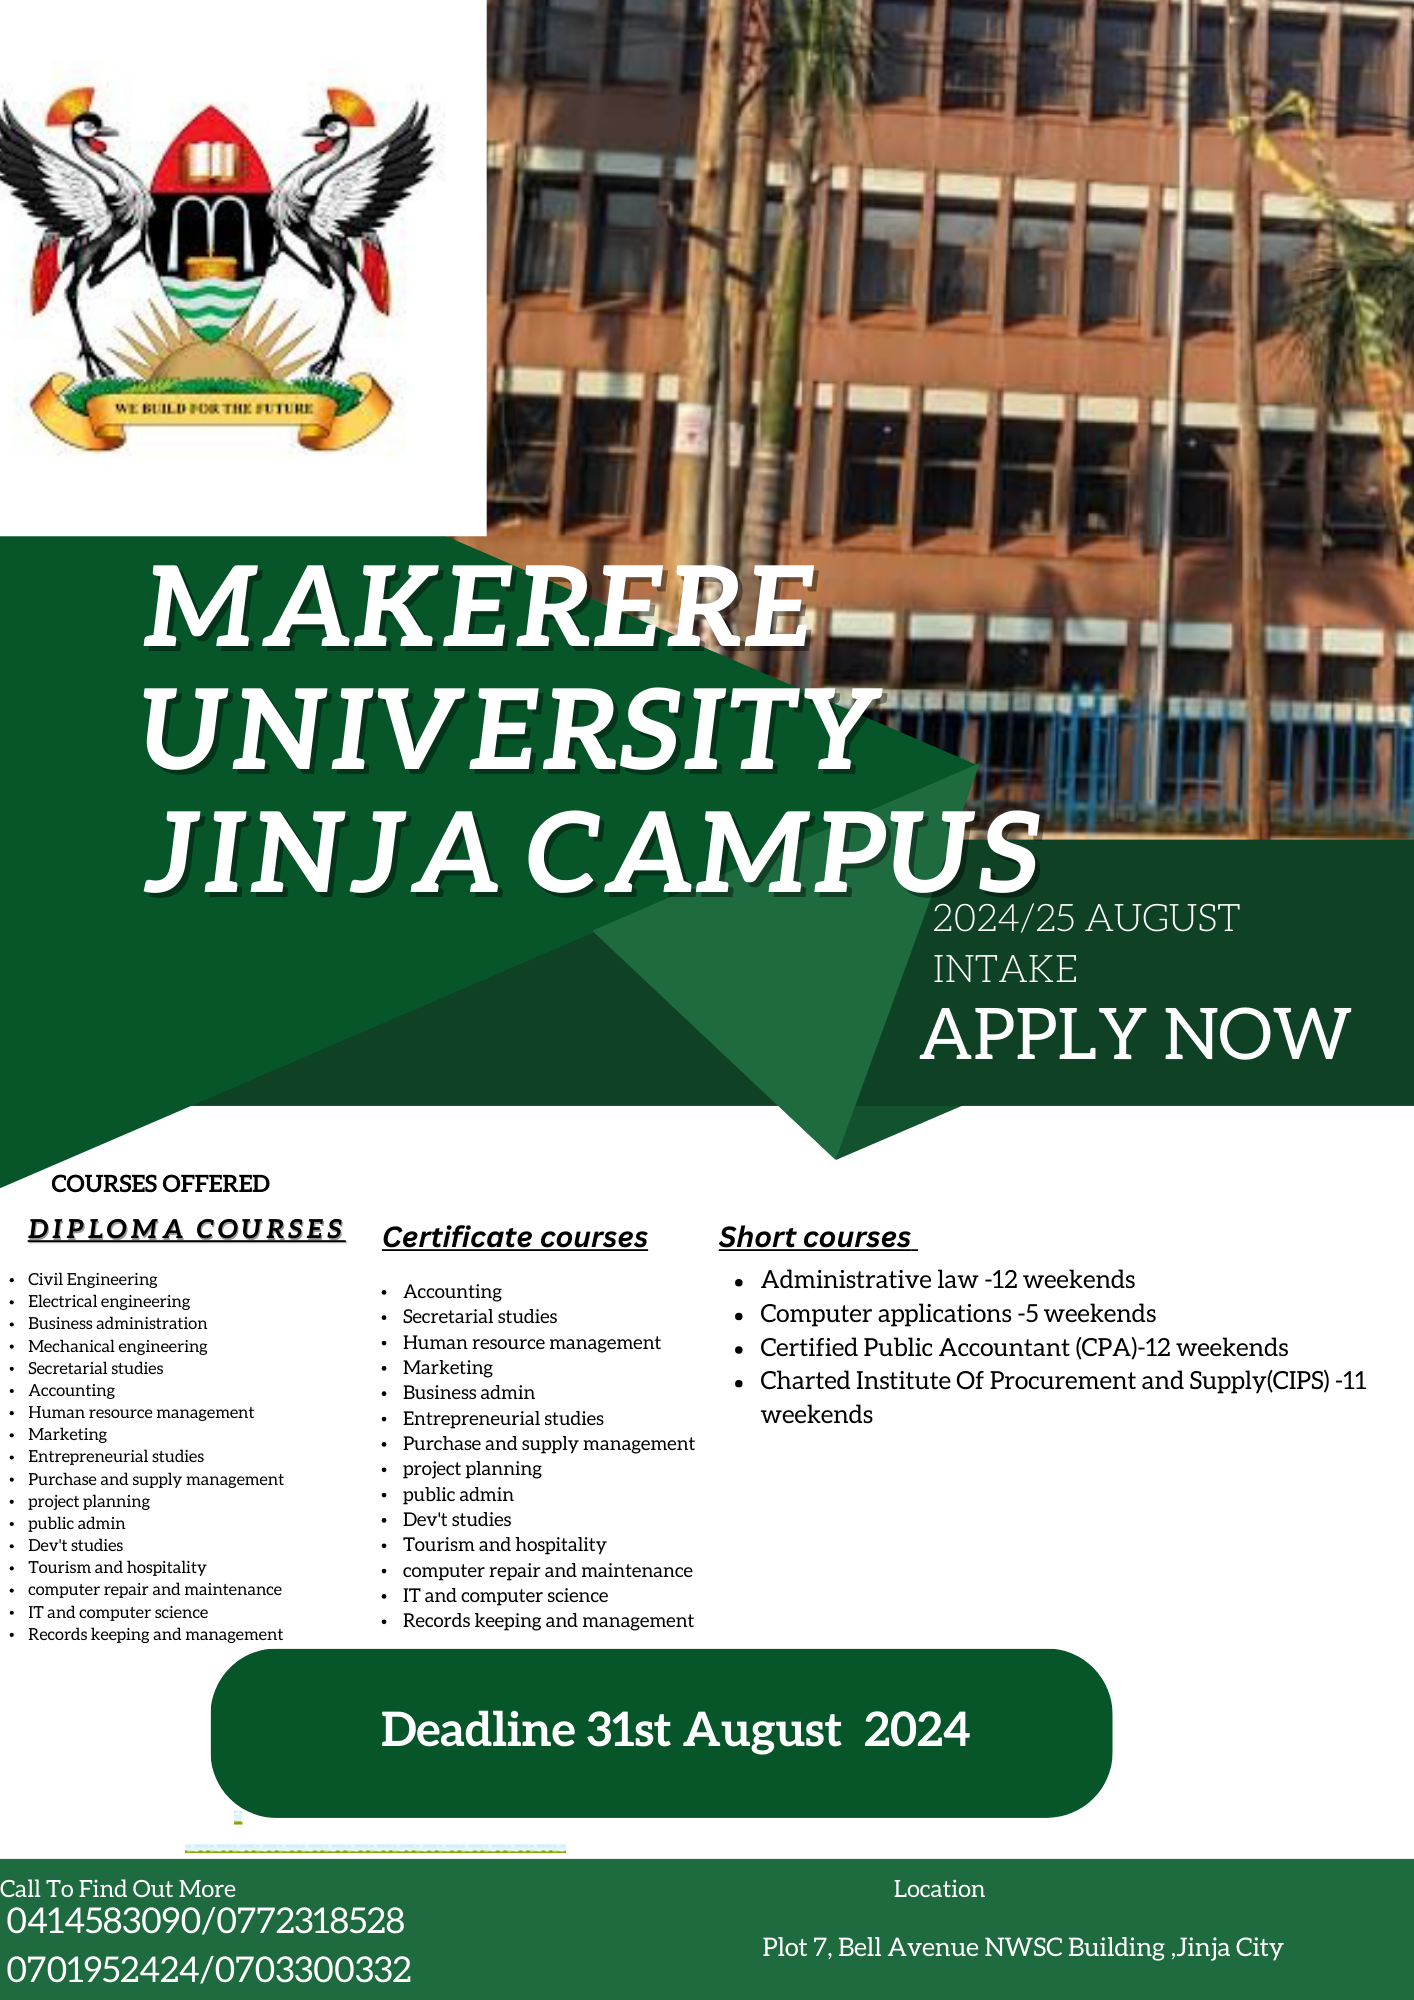 WE BUILD FOR THE FUTURE
MAKERERE
UNIVERSITY
JINJA CAMPUS
2024/25 AUGUST
INTAKE
APPLY NOW
COURSES OFFERED
DIPLOMA COURSES
Civil Engineering
Electrical engineering
Business administration
Mechanical engineering
Secretarial studies
Accounting
Human resource management
Marketing
Entrepreneurial studies
Purchase and supply management
project planning
public admin
Dev't studies
Tourism and hospitality
computer repair and maintenance
IT and computer science
Records keeping and management
Certificate courses
Accounting
Secretarial studies
Human resource management
Marketing
Business admin
Entrepreneurial studies
Purchase and supply management
project planning
public admin
Dev't studies
Tourism and hospitality
computer repair and maintenance
IT and computer science
Records keeping and management
Short courses
Administrative law -12 weekends
Computer applications -5 weekends
Certified Public Accountant (CPA)-12 weekends
Charted Institute Of Procurement and Supply(CIPS) -11
weekends
Deadline 31st August 2024
Call To Find Out More
0414583090/0772318528
0701952424/0703300332
Location
Plot 7, Bell Avenue NWSC Building ,Jinja City